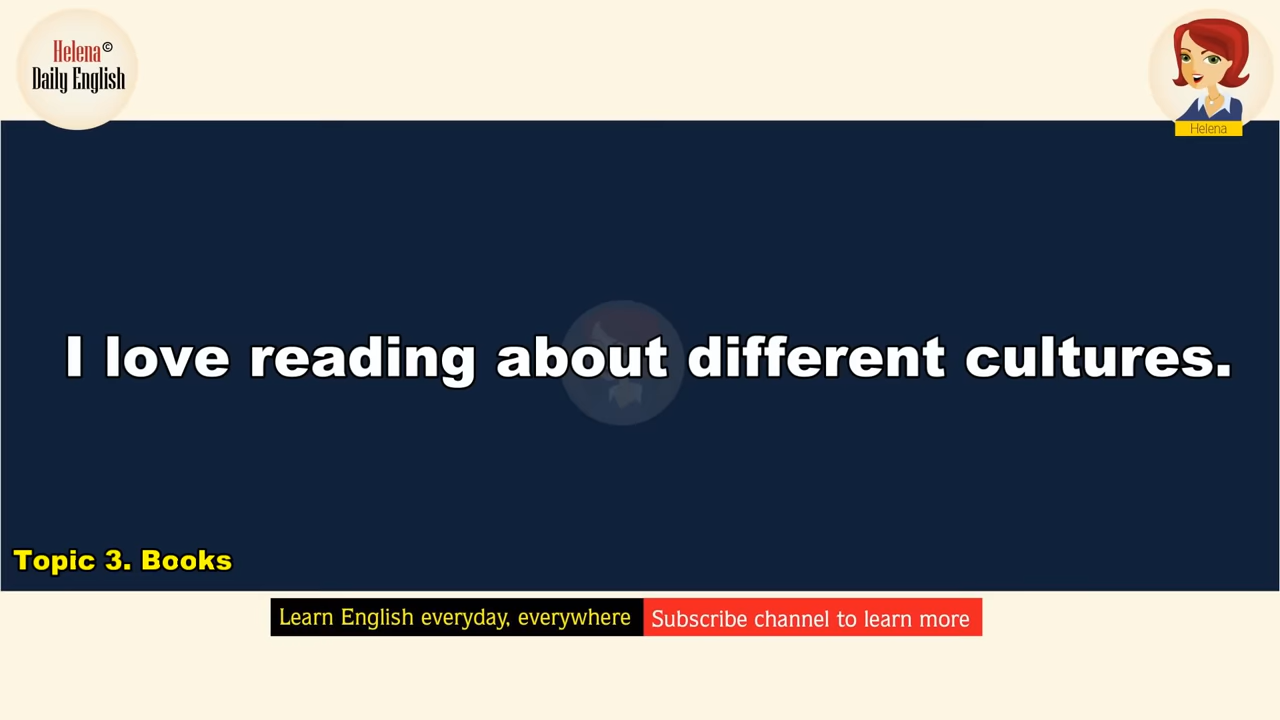 Helena©
Daily English
Helena
I love reading about different cultures.
Topic 3. Books
Learn English everyday, everywhere
Subscribe channel to learn more